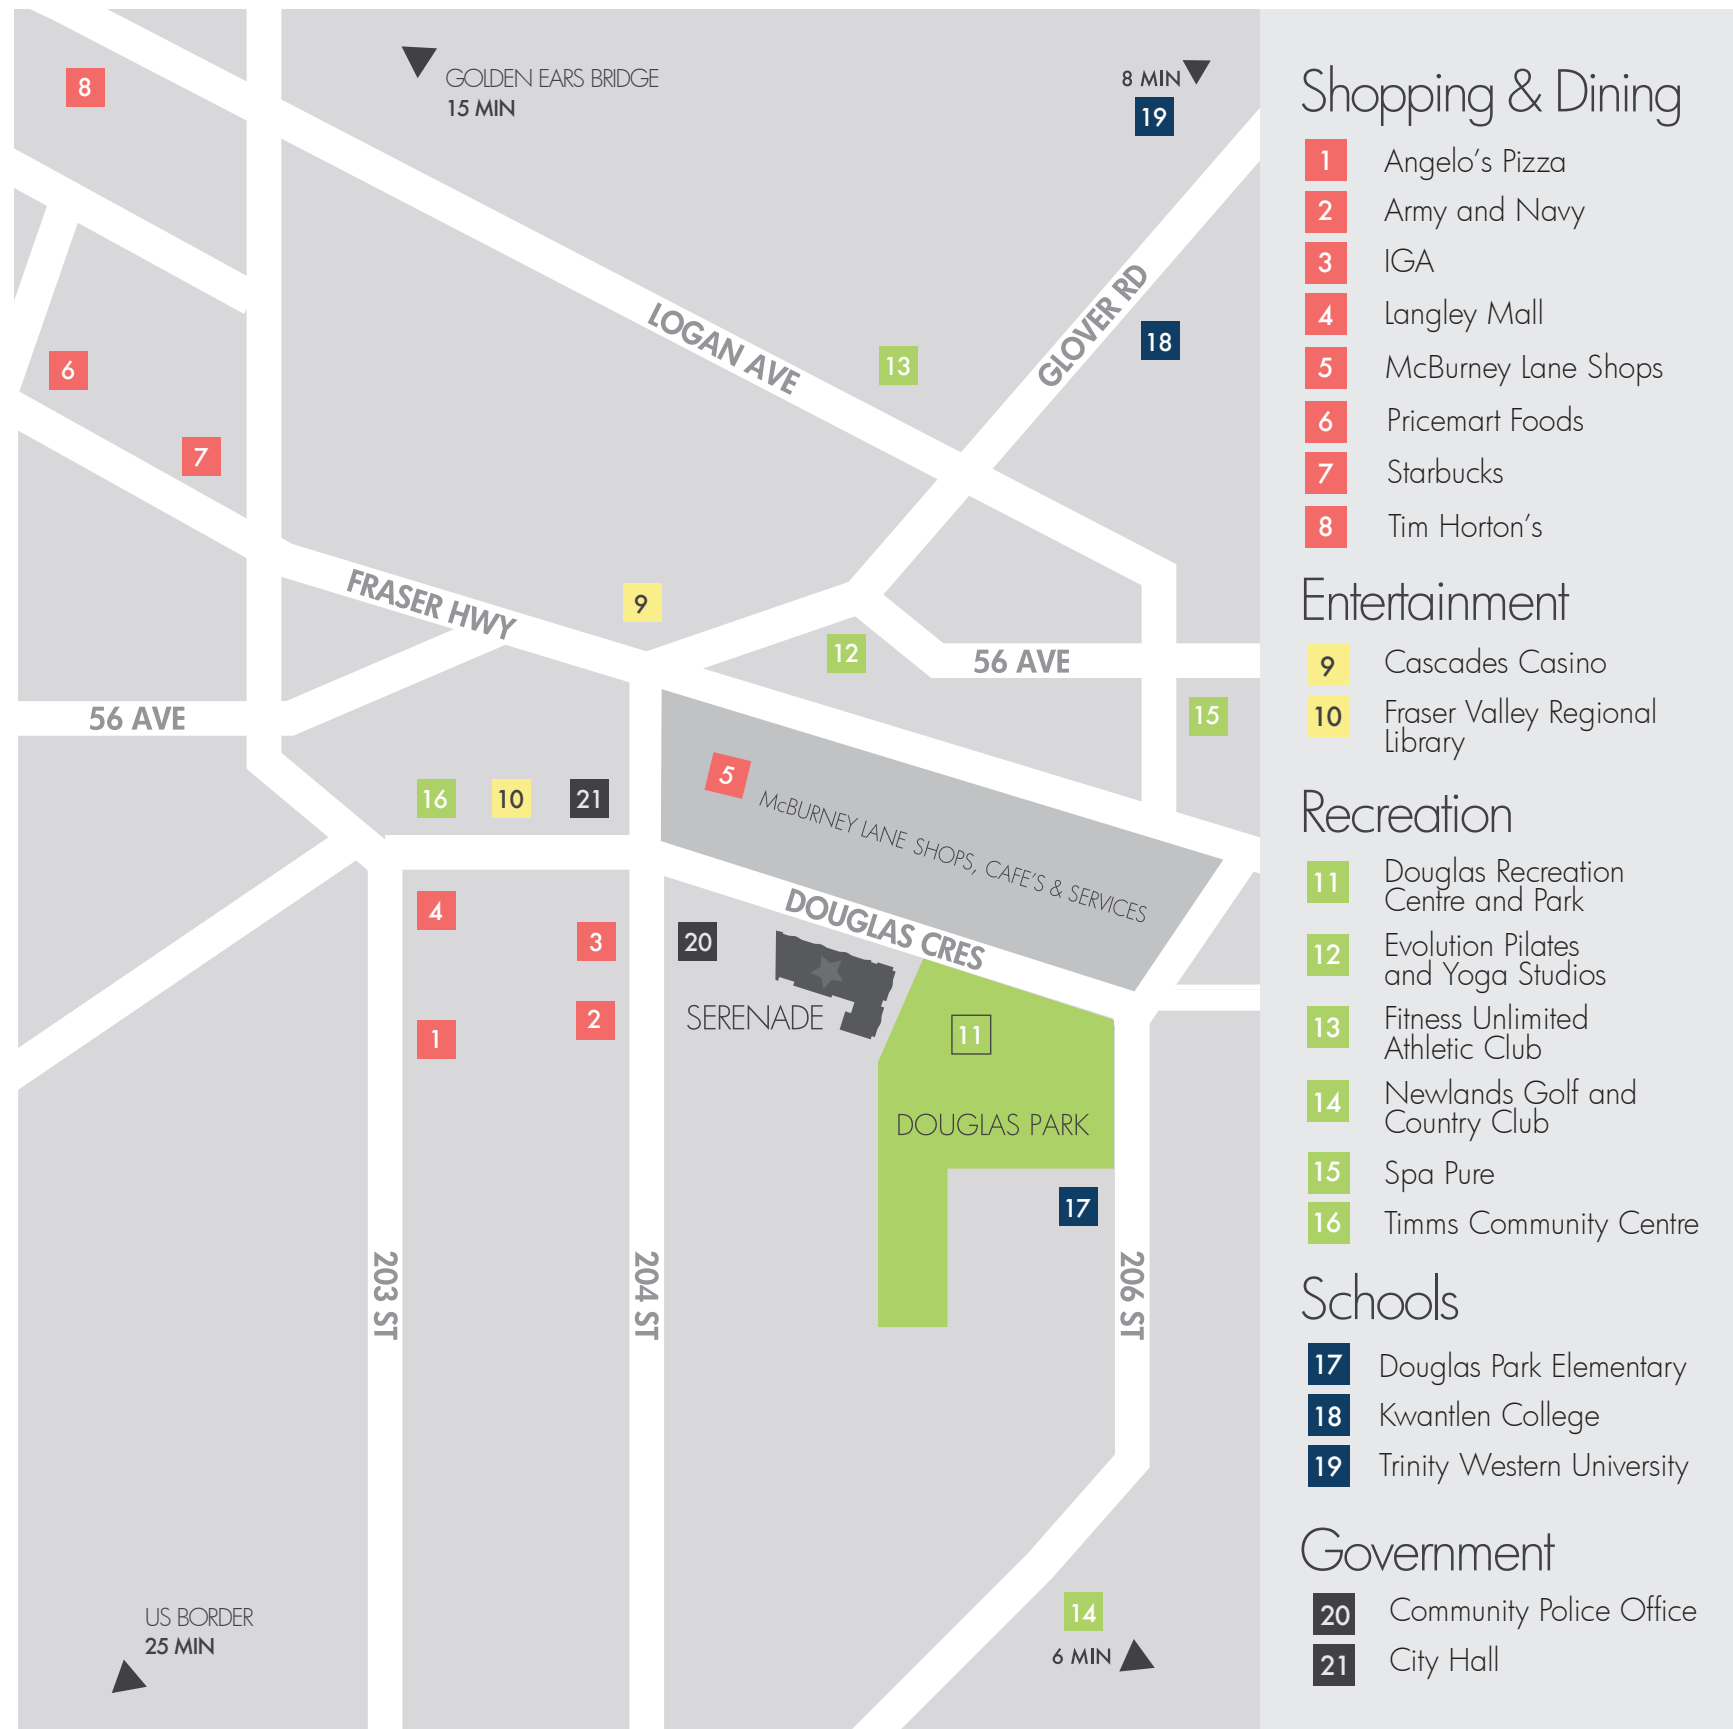 8
GOLDEN EARS BRIDGE
15 MIN
8 MIN
19
LOGAN AVE
GLOVER RD
13
18
6
7
FRASER HWY
9
12
56 AVE
56 AVE
15
16
10
21
5
McBURNEY LANE SHOPS, CAFE'S & SERVICES
4
3
20
DOUGLAS CRES
SERENADE
2
1
11
DOUGLAS PARK
17
203 ST
204 ST
206 ST
14
6 MIN
US BORDER
25 MIN
Shopping & Dining
1 Angelo's Pizza
2 Army and Navy
3 IGA
4 Langley Mall
5 McBurney Lane Shops
6 Pricemart Foods
7 Starbucks
8 Tim Horton's
Entertainment
9 Cascades Casino
10 Fraser Valley Regional
Library
Recreation
11 Douglas Recreation
Centre and Park
12 Evolution Pilates
and Yoga Studios
13 Fitness Unlimited
Athletic Club
14 Newlands Golf and
Country Club
15 Spa Pure
16 Timms Community Centre
Schools
17 Douglas Park Elementary
18 Kwantlen College
19 Trinity Western University
Government
20 Community Police Office
21 City Hall